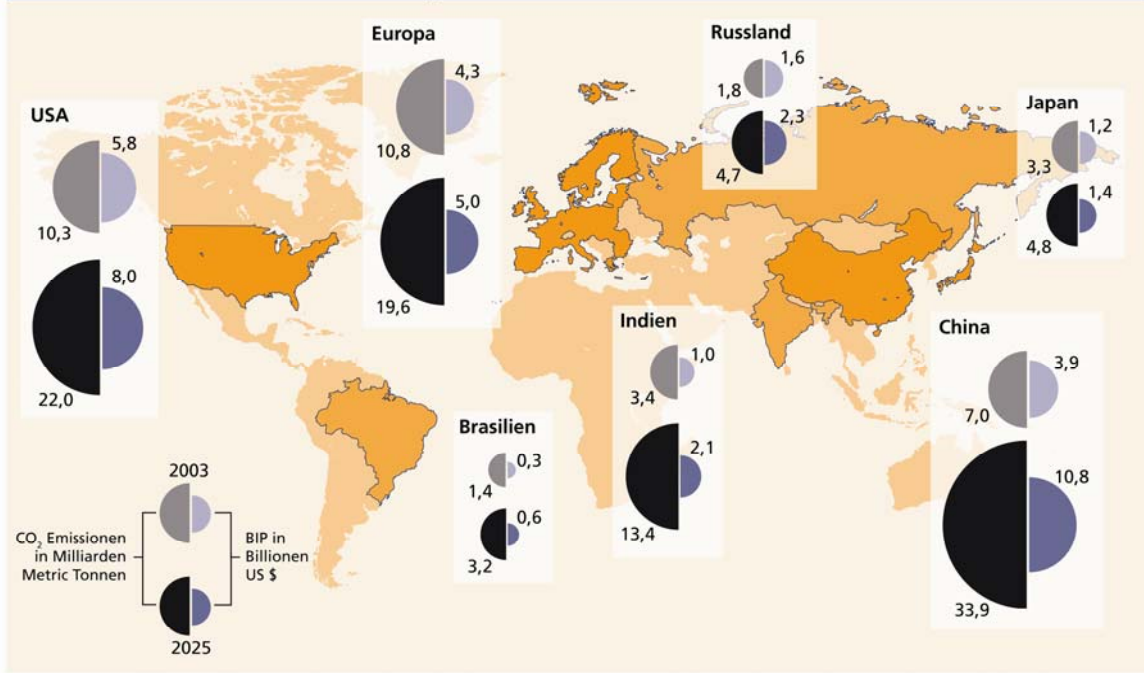 USA
5,8
10,3
8,0
22,0
Europa
4,3
10,8
5,0
19,6
Russland
1,6
1,8
2,3
4,7
Japan
1,2
3,3
1,4
4,8
Indien
1,0
3,4
2,1
13,4
China
3,9
7,0
10,8
33,9
Brasilien
0,3
1,4
0,6
3,2
2003
CO₂ Emissionen
in Milliarden
Metric Tonnen
BIP in
Billionen
US $
2025